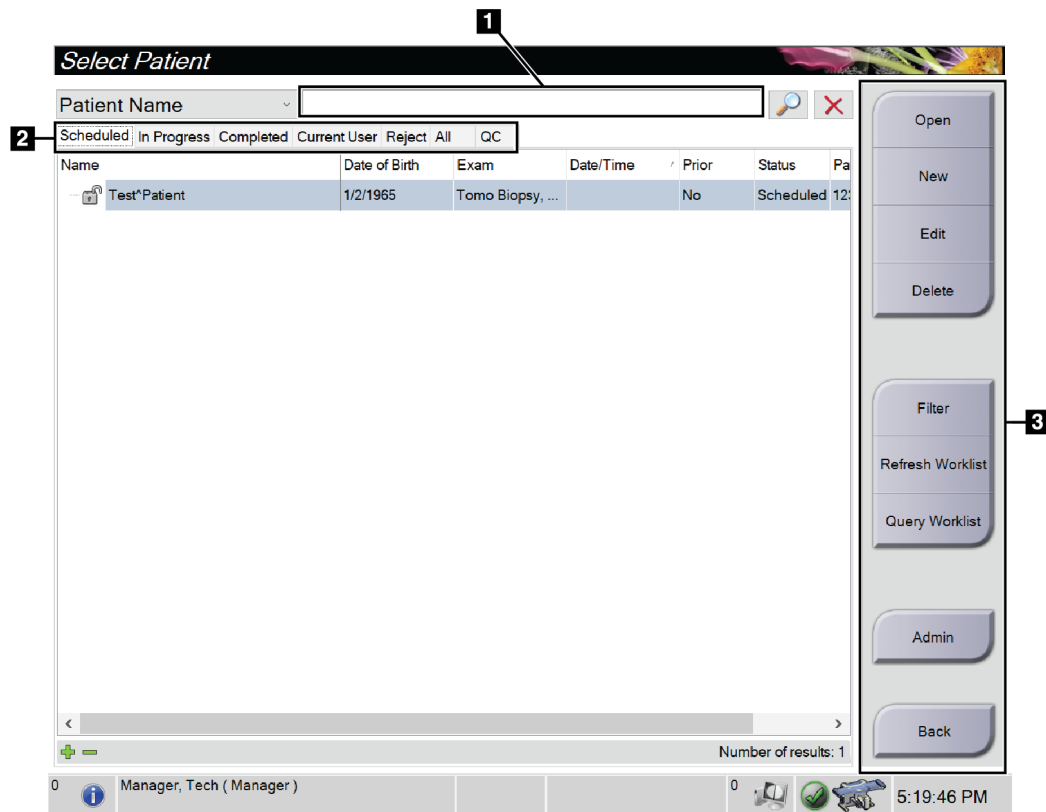 1
Select Patient
Patient Name
2
Scheduled In Progress Completed Current User Reject All QC
Name Date of Birth Exam Date/Time Prior Status Pa
Test^Patient 1/2/1965 Tomo Biopsy, ... No Scheduled 12
Open
New
Edit
Delete
Filter
3
Refresh Worklist
Query Worklist
Admin
Back
Number of results: 1
0 Manager, Tech ( Manager ) 0 5:19:46 PM